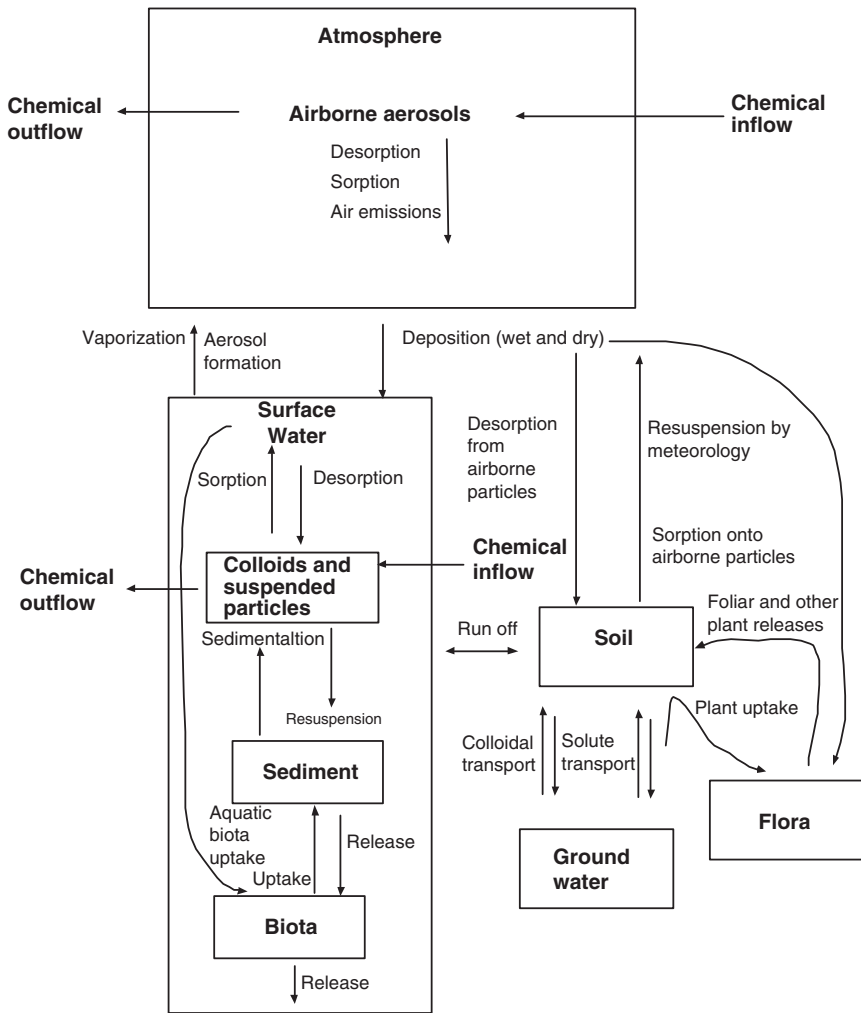 Atmosphere
Chemical
outflow
Airborne aerosols
Chemical
inflow
Desorption
Sorption
Air emissions
Vaporization
Aerosol
formation
Deposition (wet and dry)
Surface
Water
Sorption
Desorption
Desorption
from
airborne
particles
Resuspension by
meteorology
Sorption onto
airborne particles
Chemical
outflow
Colloids and
suspended
particles
Chemical
inflow
Foliar and other
plant releases
Sedimentaltion
Run off
Soil
Resuspension
Plant uptake
Colloidal
transport
Solute
transport
Sediment
Aquatic
biota
uptake
Uptake
Release
Flora
Ground
water
Biota
Release